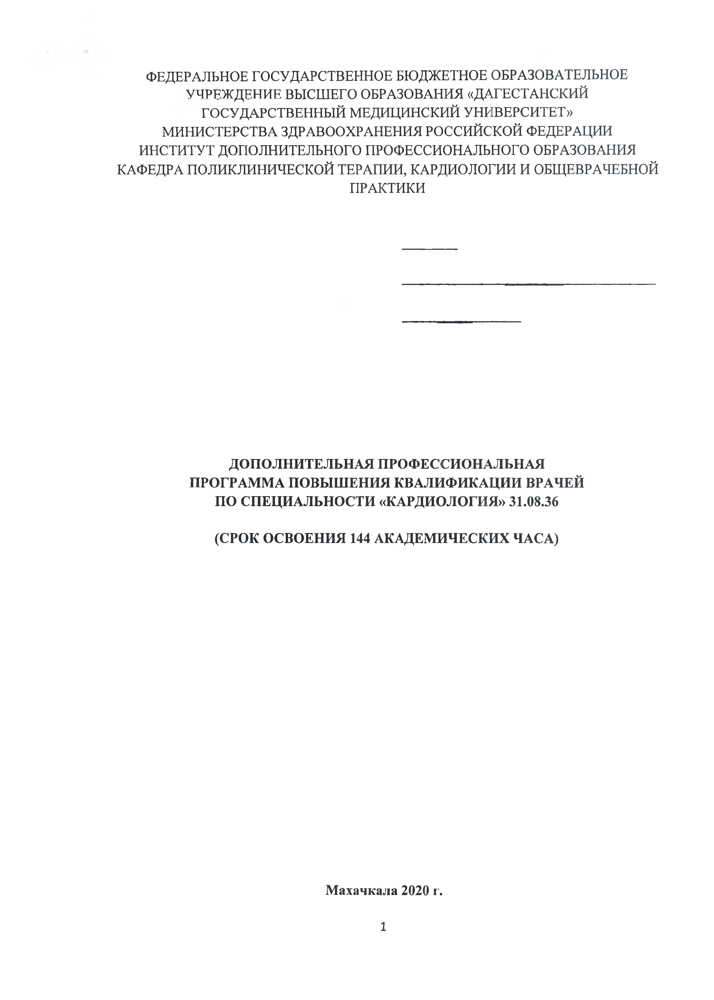 ФЕДЕРАЛЬНОЕ ГОСУДАРСТВЕННОЕ БЮДЖЕТНОЕ ОБРАЗОВАТЕЛЬНОЕ
УЧРЕЖДЕНИЕ ВЫСШЕГО ОБРАЗОВАНИЯ «ДАГЕСТАНСКИЙ
ГОСУДАРСТВЕННЫЙ МЕДИЦИНСКИЙ УНИВЕРСИТЕТ»
МИНИСТЕРСТВА ЗДРАВООХРАНЕНИЯ РОССИЙСКОЙ ФЕДЕРАЦИИ
ИНСТИТУТ ДОПОЛНИТЕЛЬНОГО ПРОФЕССИОНАЛЬНОГО ОБРАЗОВАНИЯ
КАФЕДРА ПОЛИКЛИНИЧЕСКОЙ ТЕРАПИИ, КАРДИОЛОГИИ И ОБЩЕВРАЧЕБНОЙ
ПРАКТИКИ
ДОПОЛНИТЕЛЬНАЯ ПРОФЕССИОНАЛЬНАЯ
ПРОГРАММА ПОВЫШЕНИЯ КВАЛИФИКАЦИИ ВРАЧЕЙ
ПО СПЕЦИАЛЬНОСТИ «КАРДИОЛОГИЯ» 31.08.36
(СРОК ОСВОЕНИЯ 144 АКАДЕМИЧЕСКИХ ЧАСА)
Махачкала 2020 г.
1